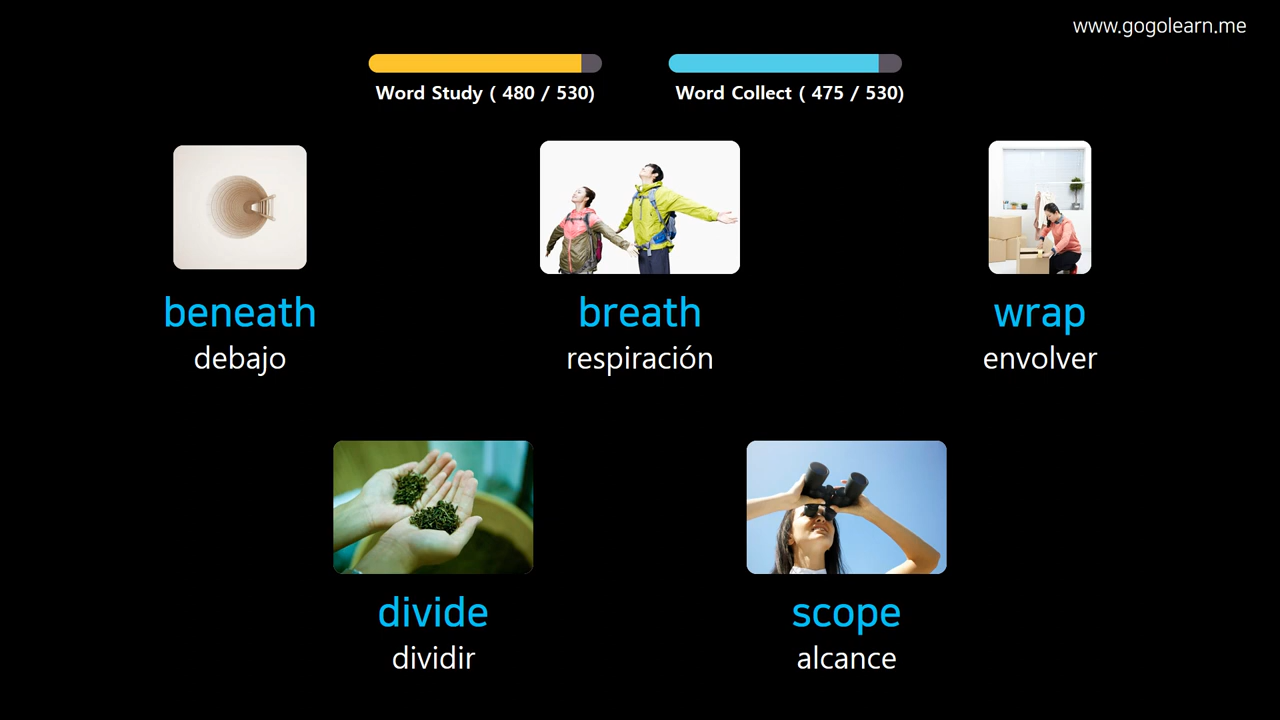 www.gogolearn.me
Word Study ( 480 / 530)
Word Collect ( 475 / 530)
beneath
debajo
breath
respiración
wrap
envolver
divide
dividir
scope
alcance